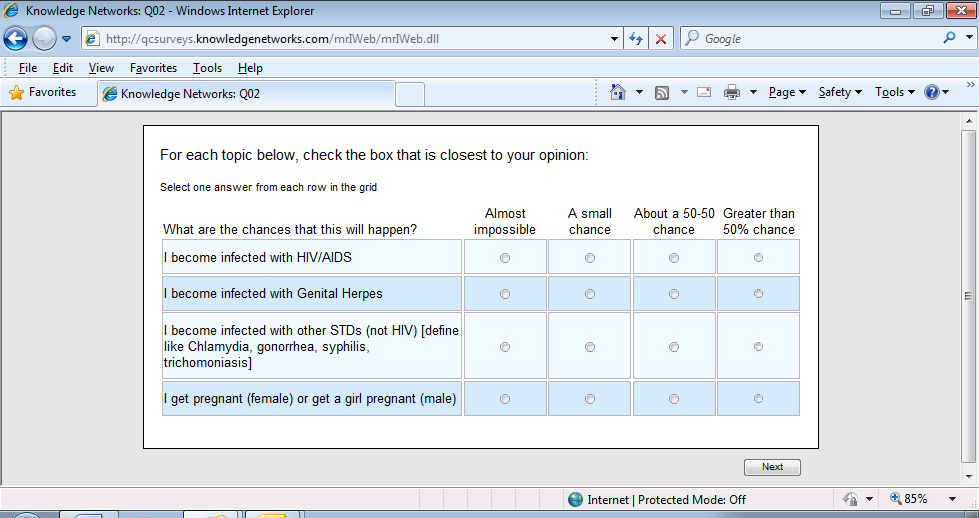 Knowledge Networks: Q02 - Windows Internet Explorer
http://qcsurveys.knowledgenetworks.com/mrIWeb/mrIWeb.dll
Google
File Edit View Favorites Tools Help
Favorites
Knowledge Networks: Q02
Page Safety Tools
For each topic below, check the box that is closest to your opinion:
Select one answer from each row in the grid
What are the chances that this will happen?
Almost impossible
A small chance
About a 50-50 chance
Greater than 50% chance
I become infected with HIV/AIDS
I become infected with Genital Herpes
I become infected with other STDs (not HIV) [define
like Chlamydia, gonorrhea, syphilis,
trichomoniasis]
I get pregnant (female) or get a girl pregnant (male)
Next
Internet | Protected Mode: Off
85%